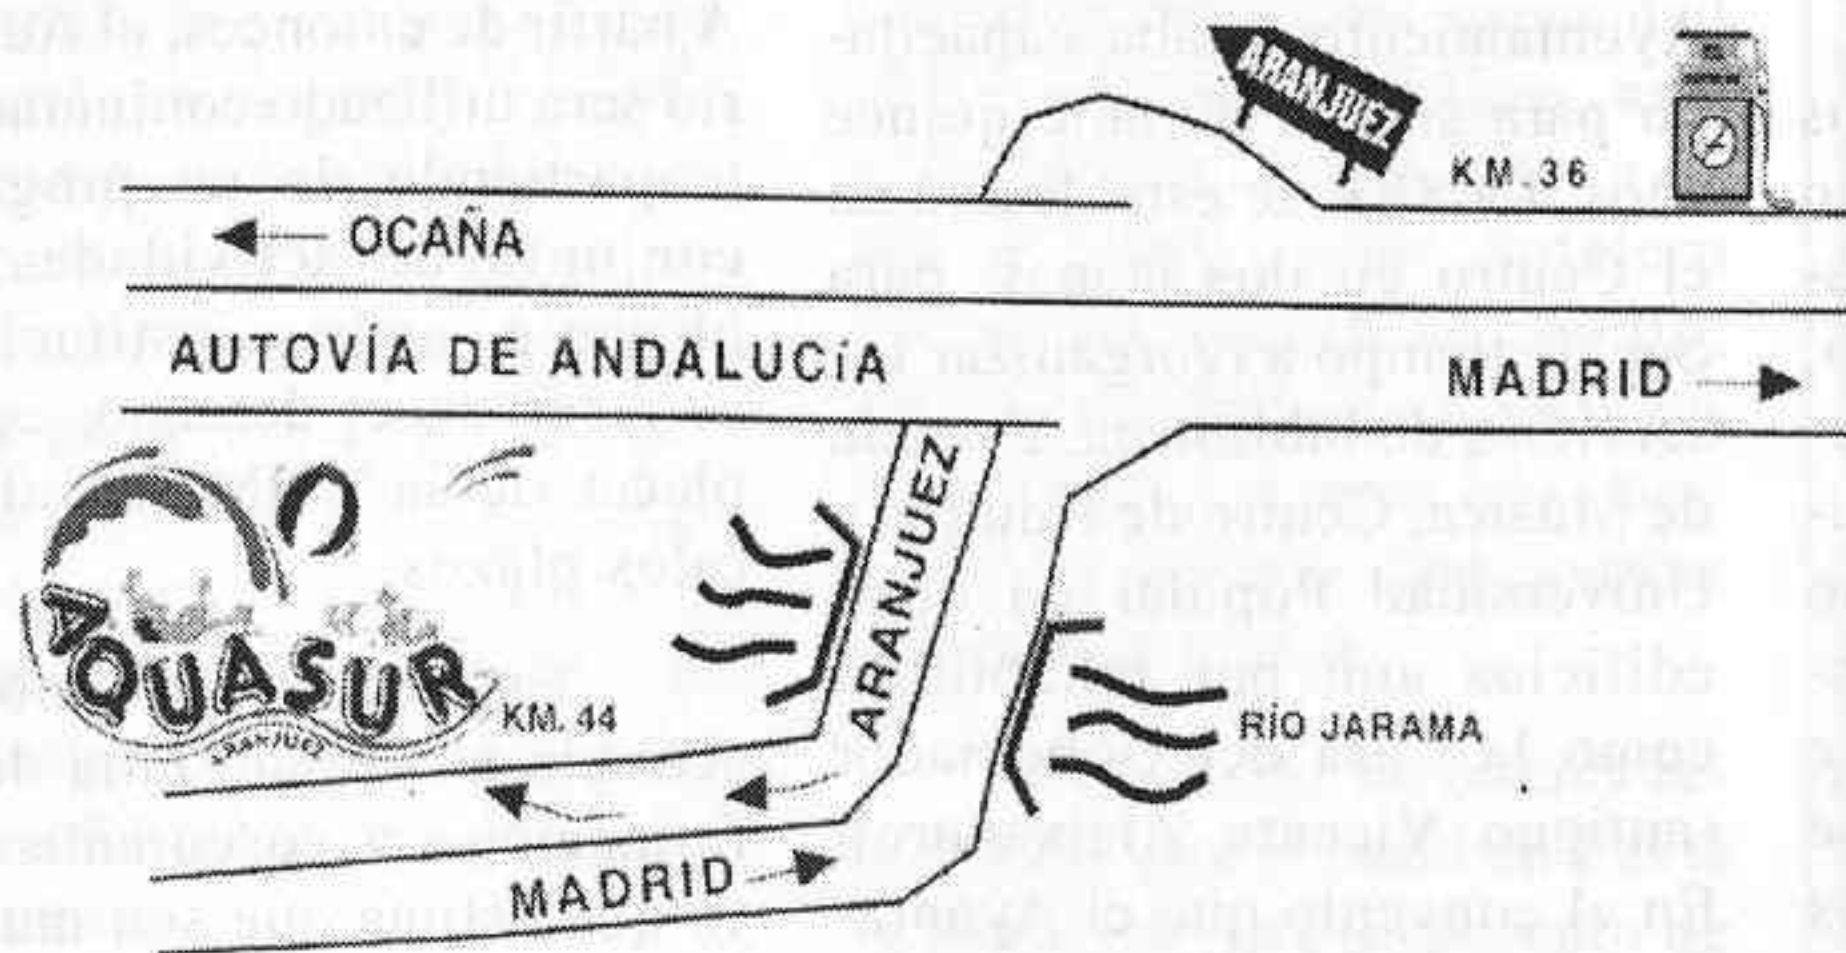 ARANJUEZ
KM.36
OCAÑA
AUTOVÍA DE ANDALUCíA
MADRID
ARANJUEZ
AQUASUR
ARANJUEZ
KM. 44
RÍO JARAMA
MADRID